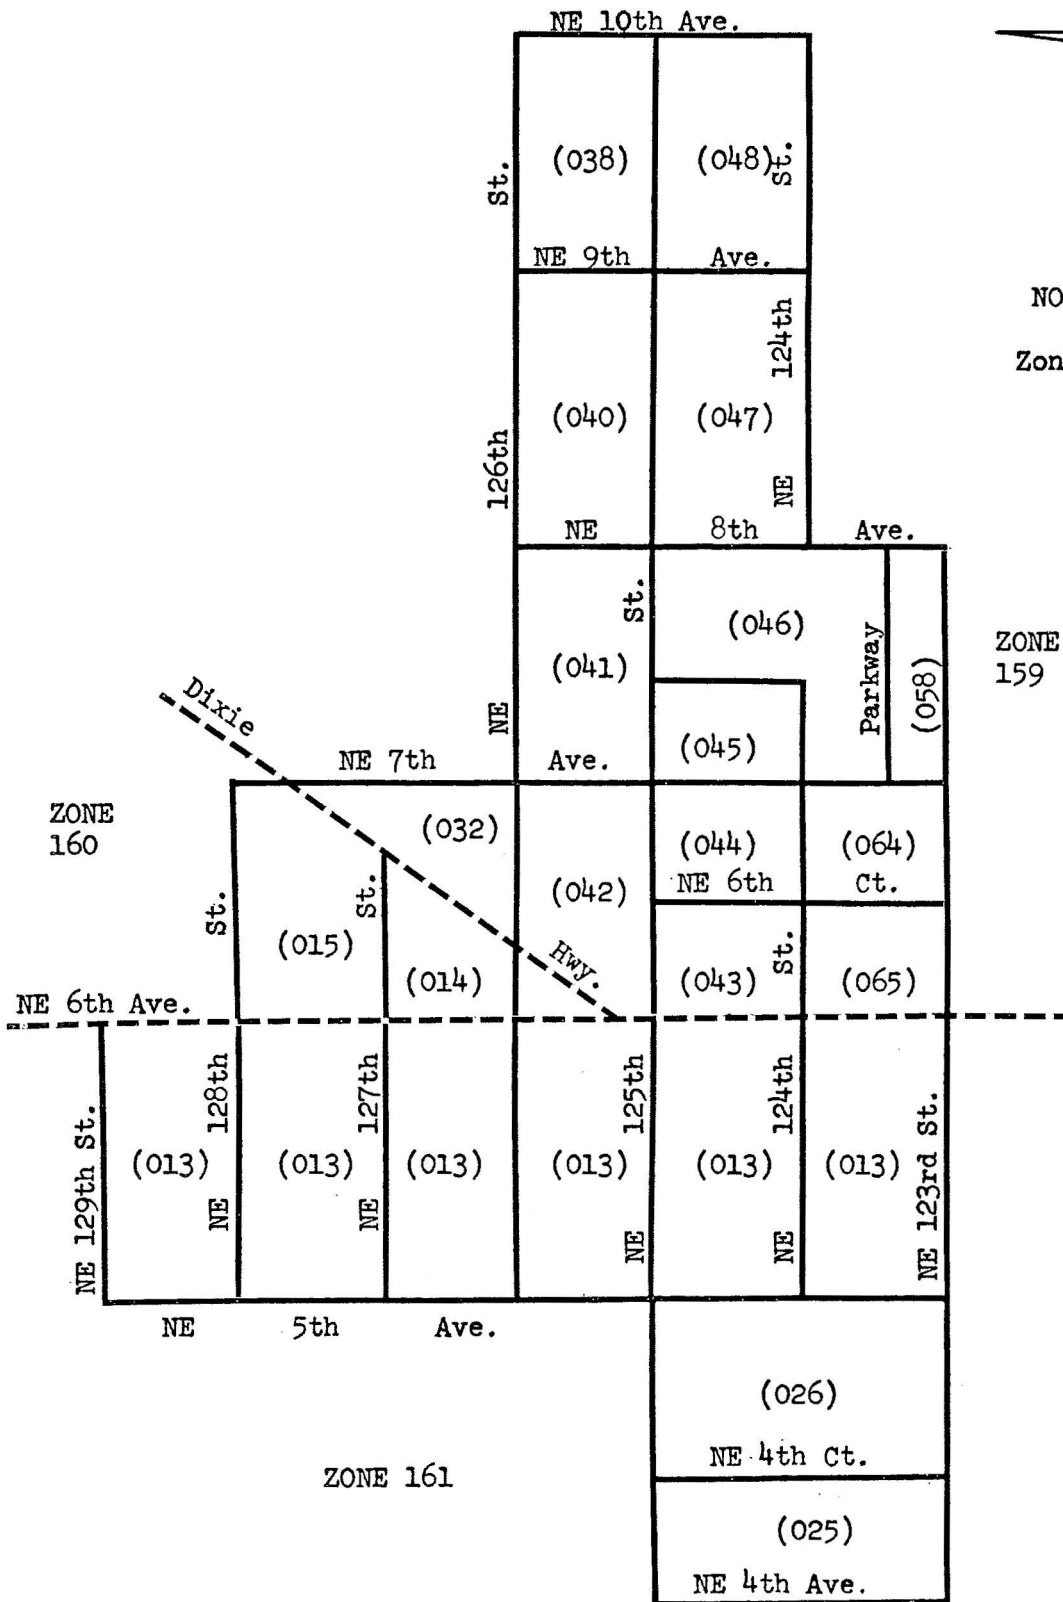 NE 10th Ave.
(038)
(048)
St.
St.
NE 9th Ave.
NO
Zon
124th
(040)
(047)
126th
NE
NE 8th Ave.
St.
(046)
(041)
Parkway
(058)
ZONE
159
Dixie
NE
(045)
NE 7th Ave.
ZONE
160
(032)
(044)
(064)
NE 6th Ct.
St.
St.
(042)
(015)
Hwy.
St.
(014)
(043)
(065)
NE 6th Ave.
NE 129th St.
(013)
NE 128th
(013)
NE 127th
(013)
(013)
NE 125th
(013)
NE 124th
(013)
NE 123rd St.
NE 5th Ave.
(026)
NE 4th Ct.
ZONE 161
(025)
NE 4th Ave.